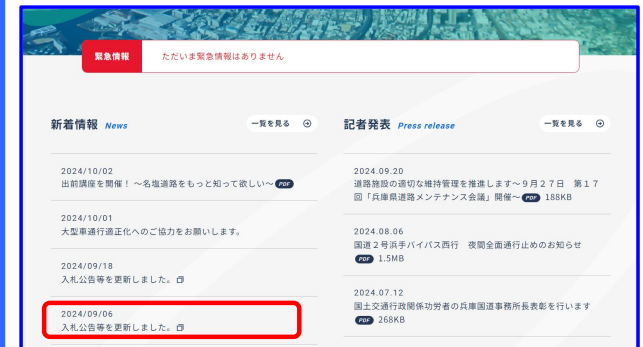 緊急情報 ただいま緊急情報はありません
新着情報 News 一覧を見る
2024/10/02
出前講座を開催！～名塩道路をもっと知って欲しい～ PDF
2024/10/01
大型車通行適正化へのご協力をお願いします。
2024/09/18
入札公告等を更新しました。
2024/09/06
入札公告等を更新しました。
記者発表 Press release 一覧を見る
2024.09.20
道路施設の適切な維持管理を推進します～９月２７日　第１７
回「兵庫県道路メンテナンス会議」開催～ PDF 188KB
2024.08.06
国道２号浜手バイパス西行　夜間全面通行止めのお知らせ
PDF 1.5MB
2024.07.12
国土交通行政関係功労者の兵庫国道事務所長表彰を行います
PDF 268KB